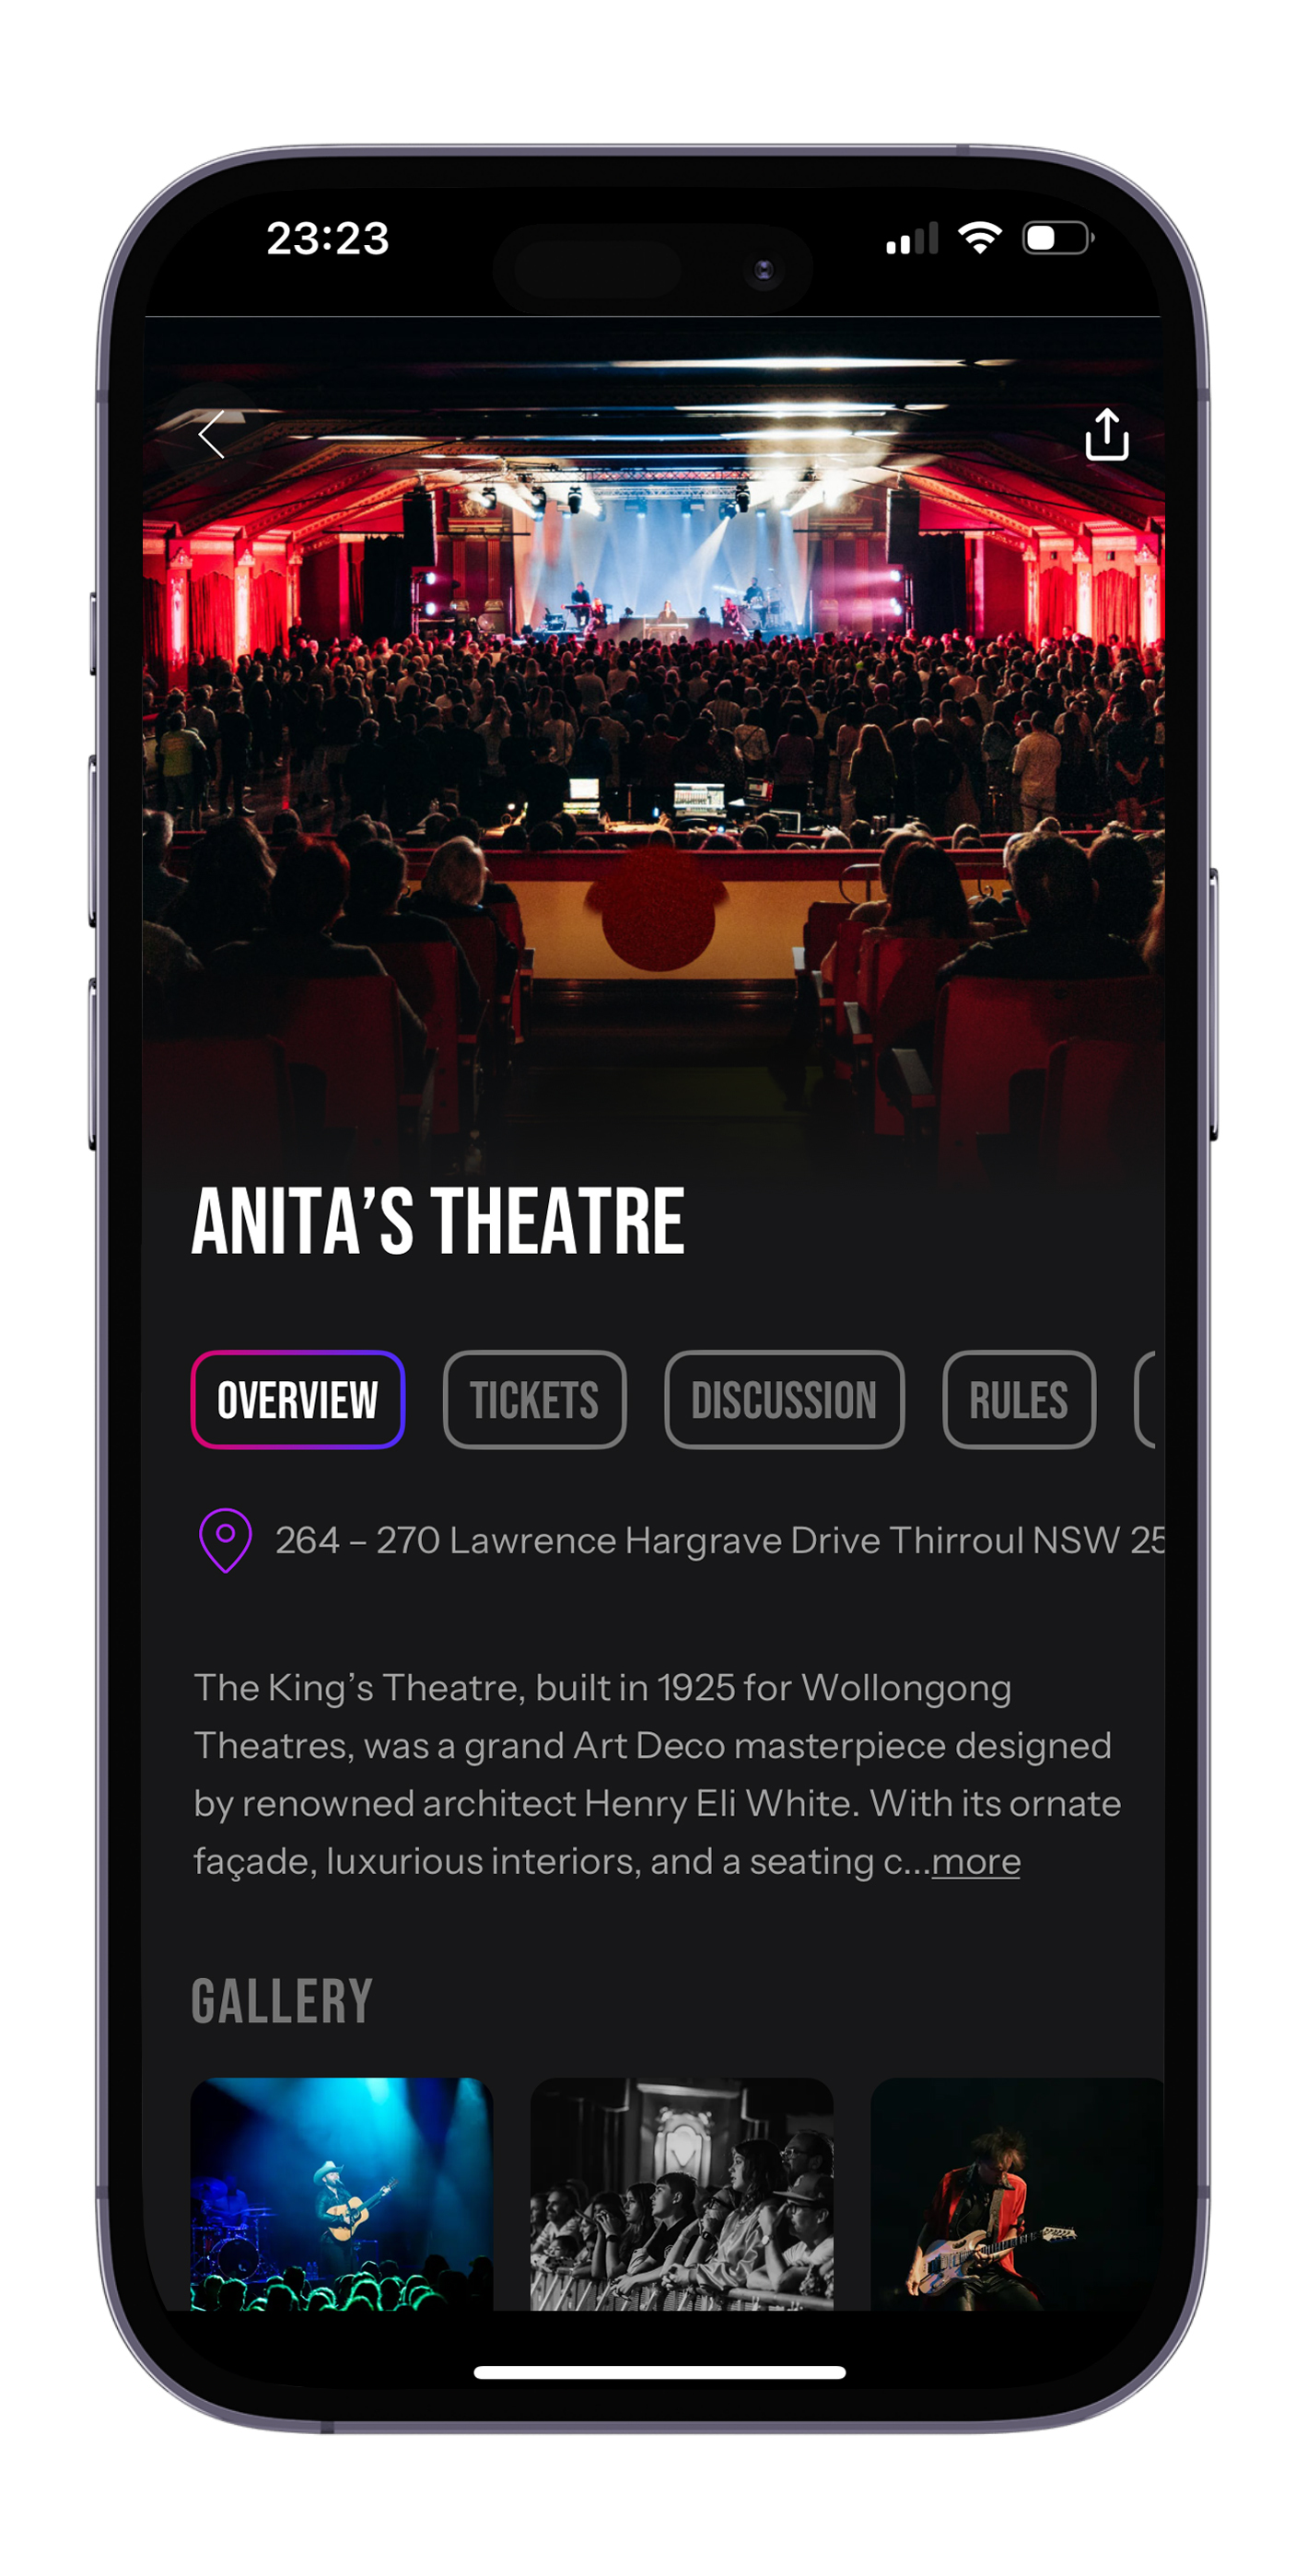 23:23
ANITA’S THEATRE
OVERVIEW TICKETS DISCUSSION RULES
264 – 270 Lawrence Hargrave Drive Thirroul NSW 25
The King’s Theatre, built in 1925 for Wollongong
Theatres, was a grand Art Deco masterpiece designed
by renowned architect Henry Eli White. With its ornate
façade, luxurious interiors, and a seating c...more
GALLERY